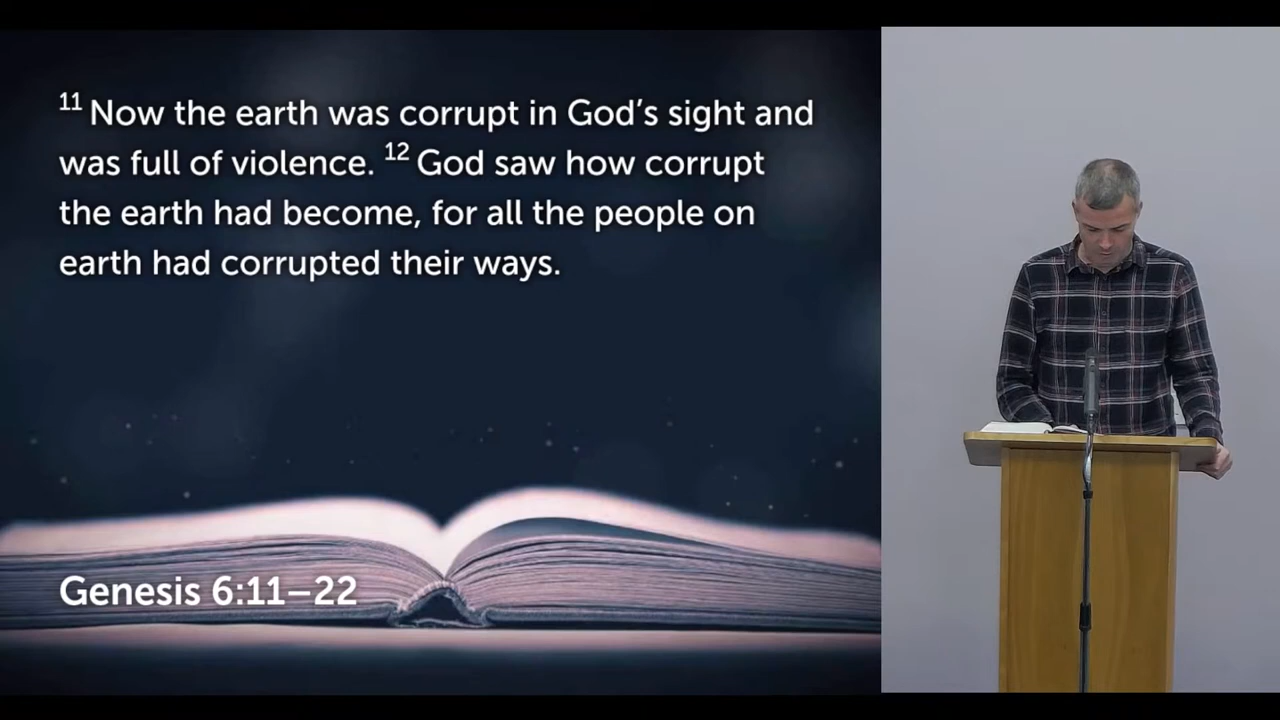 11 Now the earth was corrupt in God's sight and
was full of violence. 12 God saw how corrupt
the earth had become, for all the people on
earth had corrupted their ways.
Genesis 6:11–22